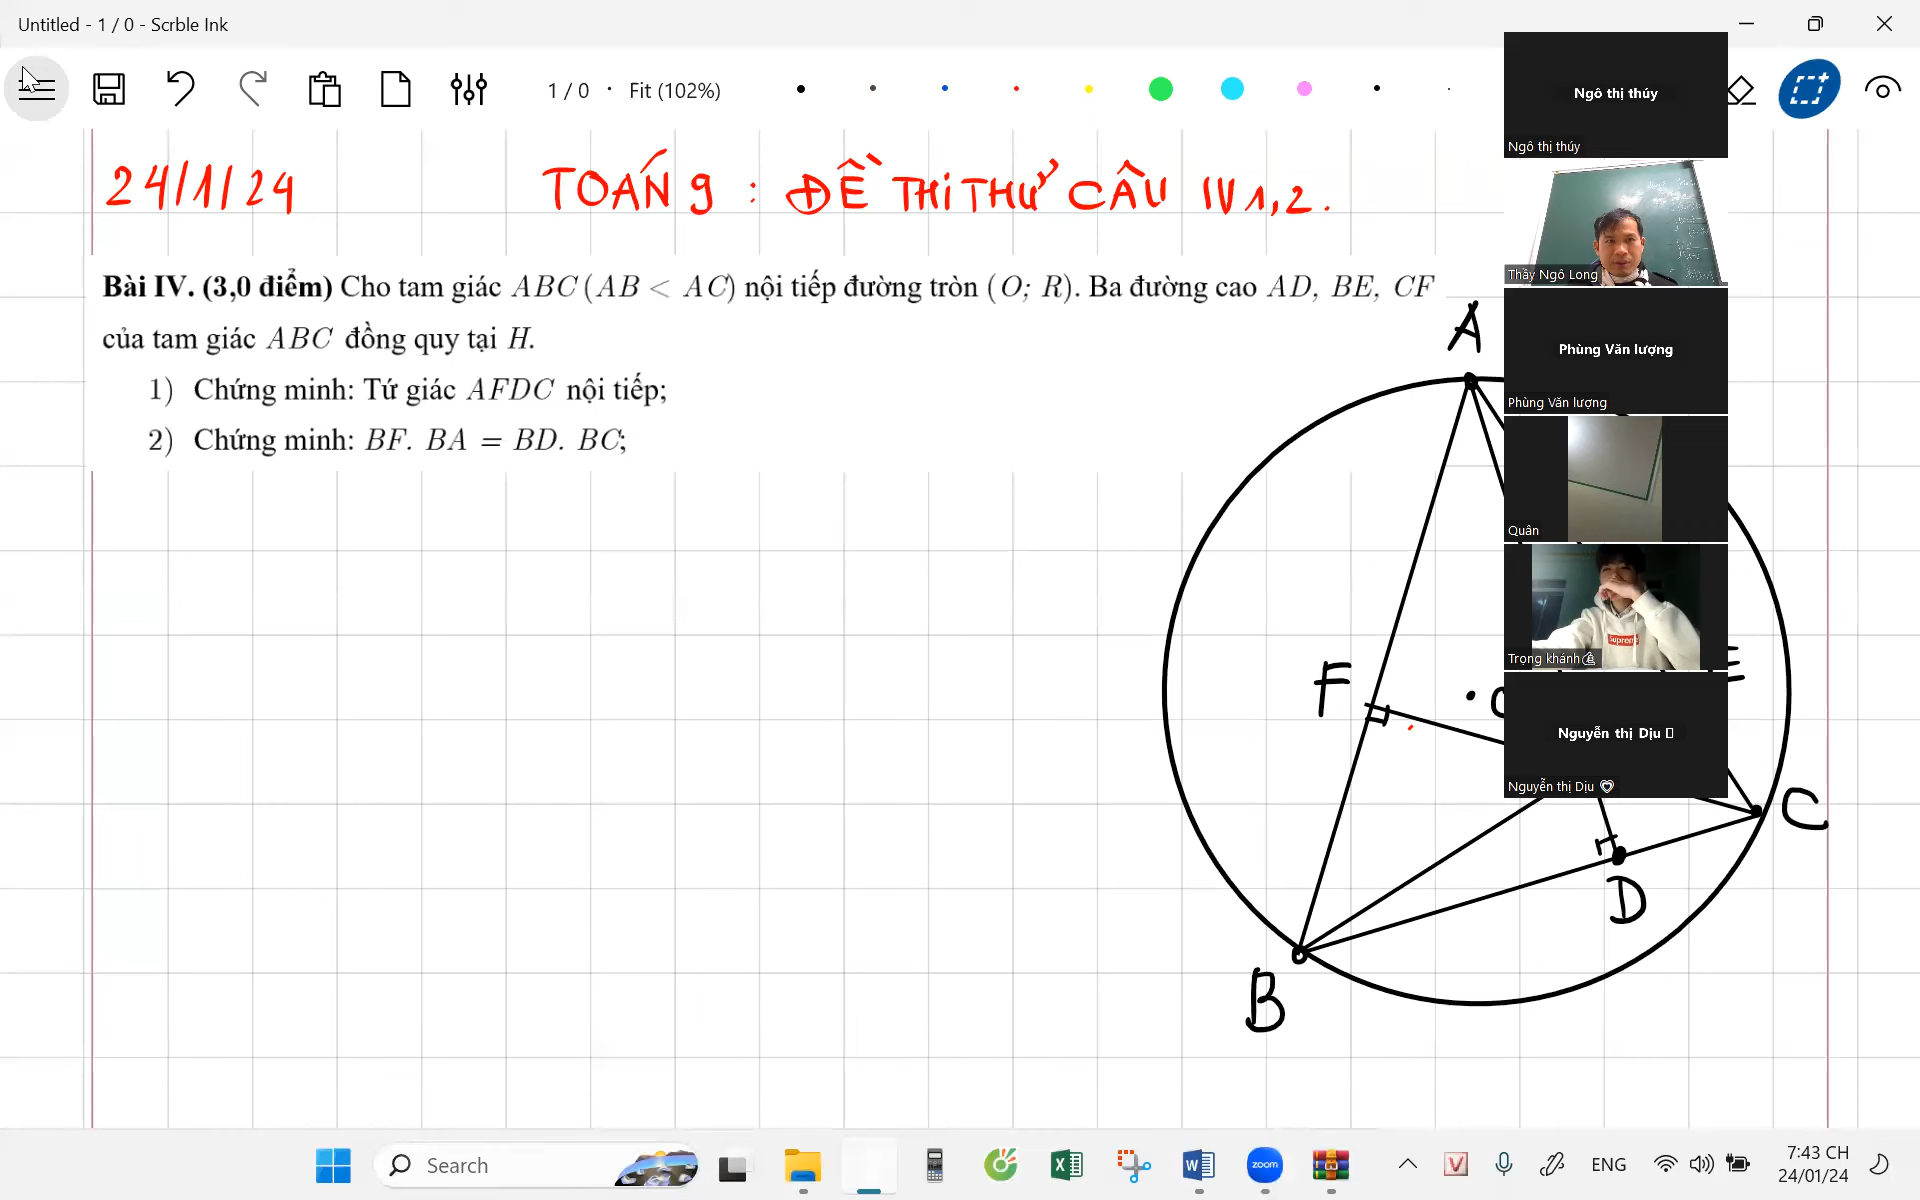 Untitled - 1 / 0 - Scrble Ink
1 / 0 · Fit (102%)
24/1/24 TOÁN 9 : ĐỀ THI THỬ CÂU IV 1, 2.
Bài IV. (3,0 điểm) Cho tam giác ABC (AB < AC) nội tiếp đường tròn (O; R). Ba đường cao AD, BE, CF
của tam giác ABC đồng quy tại H.
1) Chứng minh: Tứ giác AFDC nội tiếp;
2) Chứng minh: BF. BA = BD. BC;
A
F
E
C
D
B
Ngô thị thúy
Ngô thị thúy
Thầy Ngô Long
Phùng Văn lượng
Phùng Văn lượng
Quân
Supreme
Trọng khánh
Nguyễn thị Dịu
Nguyễn thị Dịu
Search
zoom
ENG
7:43 CH
24/01/24